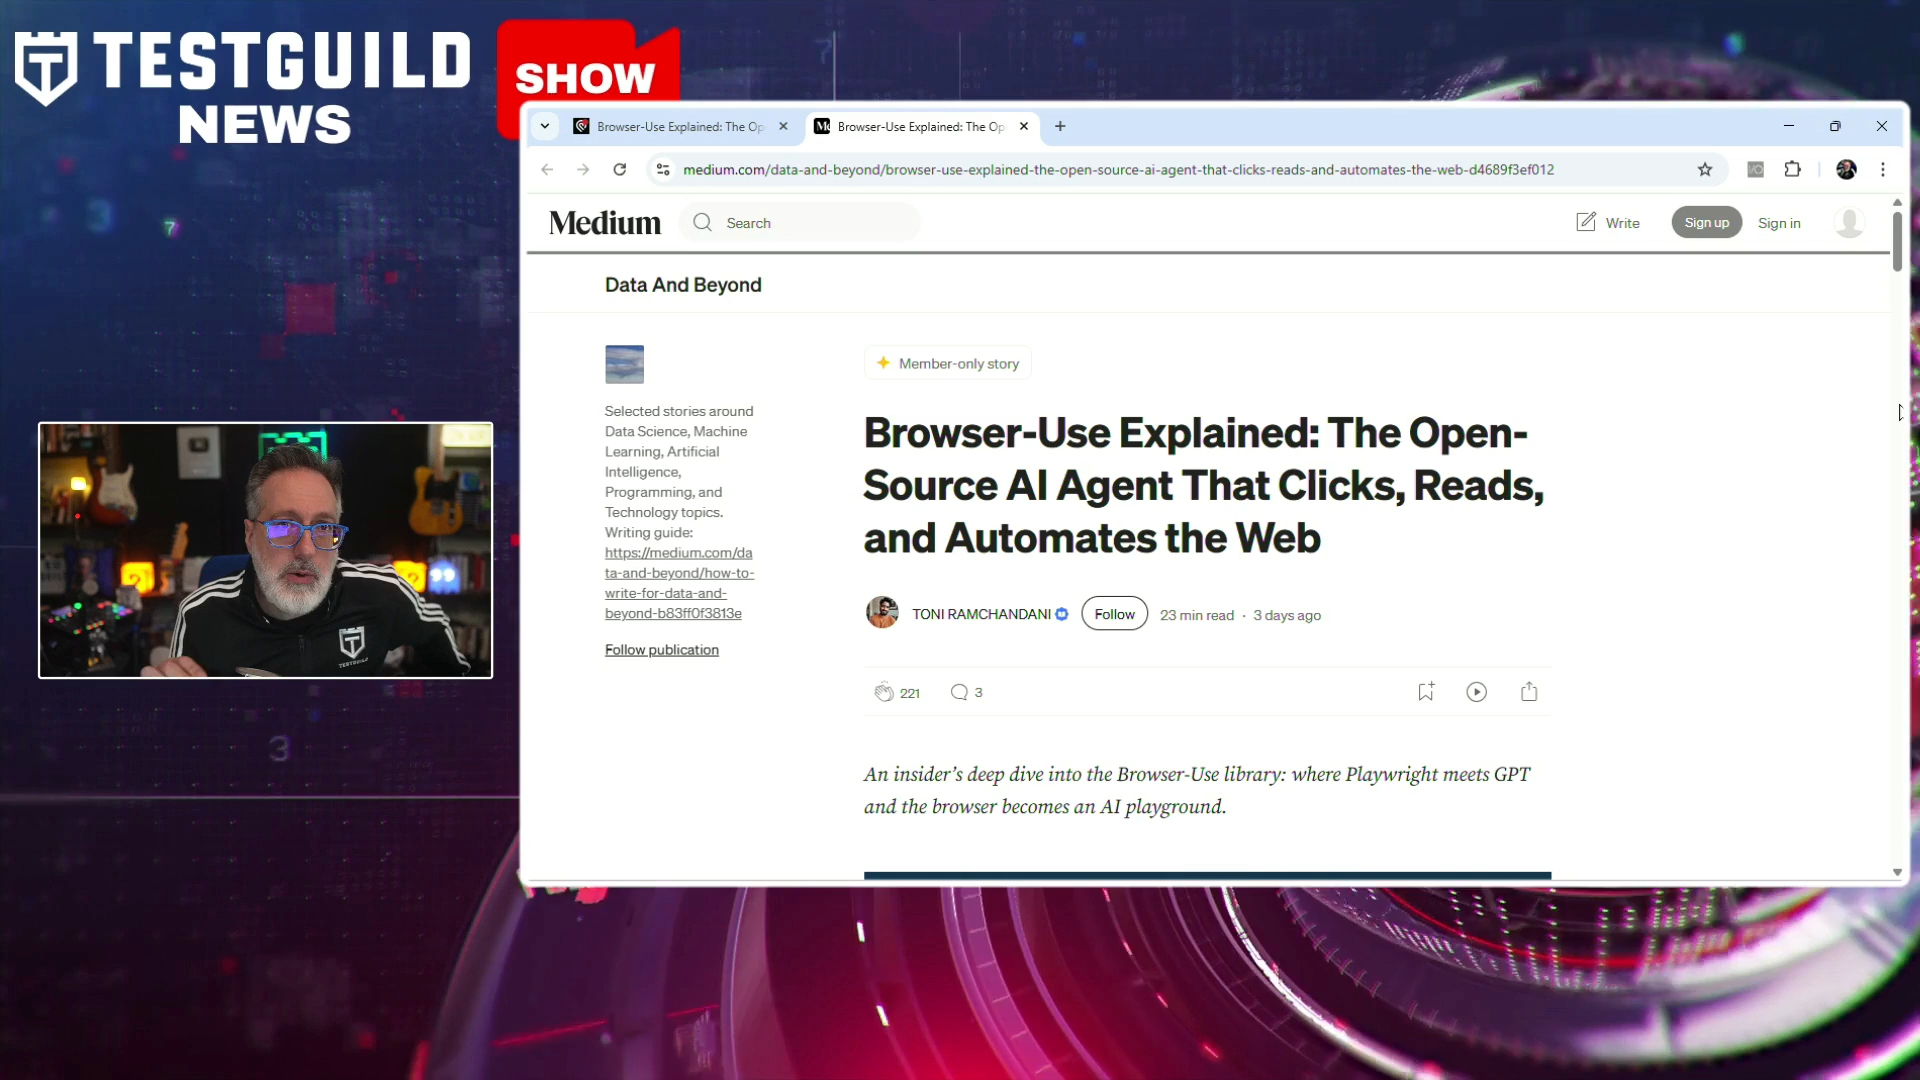 TESTGUILD
NEWS
SHOW
Browser-Use Explained: The Op
Browser-Use Explained: The Op
medium.com/data-and-beyond/browser-use-explained-the-open-source-ai-agent-that-clicks-reads-and-automates-the-web-d4689f3ef012
Medium
Search
Write
Sign up
Sign in
Data And Beyond
Selected stories around
Data Science, Machine
Learning, Artificial
Intelligence,
Programming, and
Technology topics.
Writing guide:
https://medium.com/da
ta-and-beyond/how-to-
write-for-data-and-
beyond-b83ff0f3813e
Follow publication
Member-only story
Browser-Use Explained: The Open-
Source AI Agent That Clicks, Reads,
and Automates the Web
TONI RAMCHANDANI
Follow
23 min read · 3 days ago
221
3
An insider’s deep dive into the Browser-Use library: where Playwright meets GPT
and the browser becomes an AI playground.
TESTGUILD
7
3
3